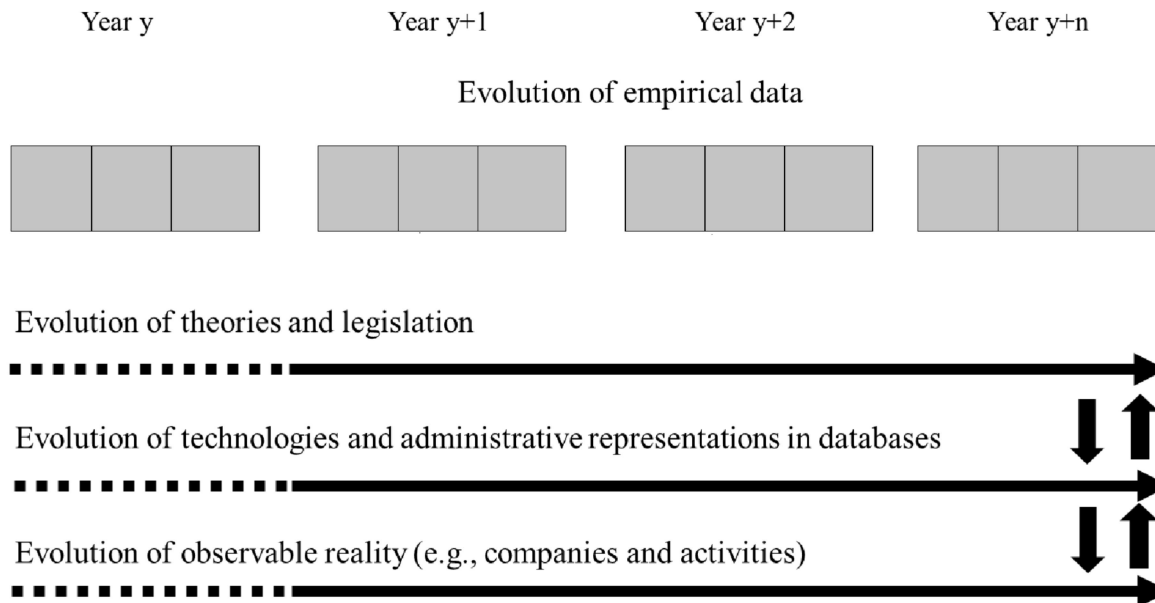 Year y
Year y+1
Year y+2
Year y+n
Evolution of empirical data
Evolution of theories and legislation
Evolution of technologies and administrative representations in databases
Evolution of observable reality (e.g., companies and activities)